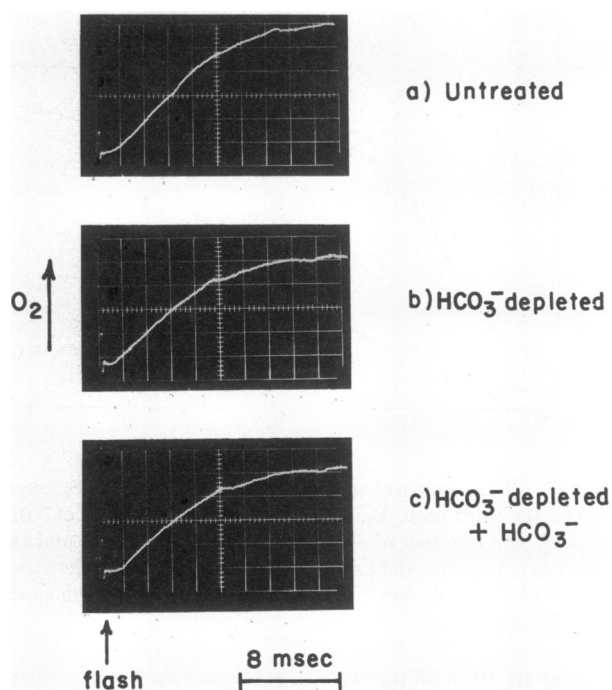 a) Untreated
O₂
b) HCO₃⁻ depleted
c) HCO₃⁻ depleted
+ HCO₃⁻
flash
8 msec